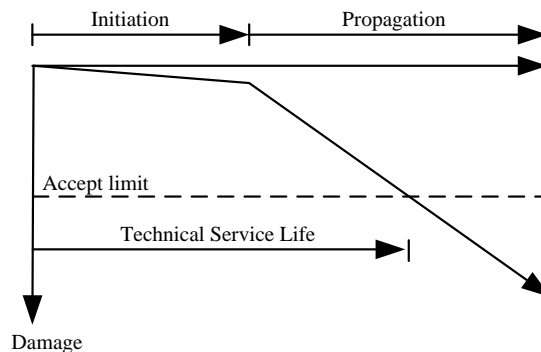 Initiation
Propagation
Accept limit
Technical Service Life
Damage